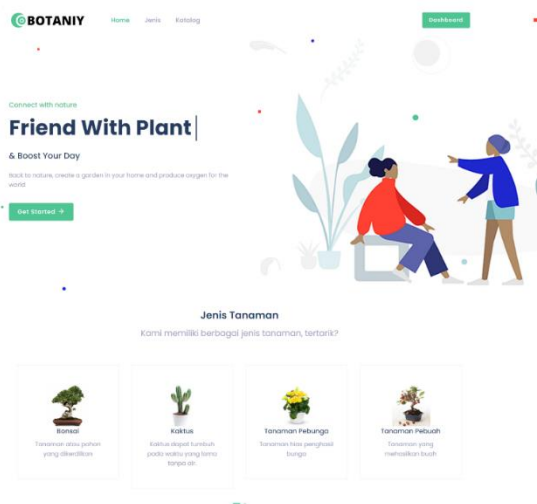 BOTANIY
Home Jenis Katalog
Dashboard
Connect with nature
Friend With Plant
& Boost Your Day
Back to nature, create a garden in your home and produce oxygen for the
world
Get Started →
Jenis Tanaman
Kami memiliki berbagai jenis tanaman, tertarik?
Bonsai
Tanaman atau pohon
yang dikerdilkan
Kaktus
Kaktus dapat tumbuh
pada waktu yang lama
tanpa air.
Tanaman Pebunga
Tanaman hias penghasil
bunga
Tanaman Pebuah
Tanaman yang
mehasilkan buah